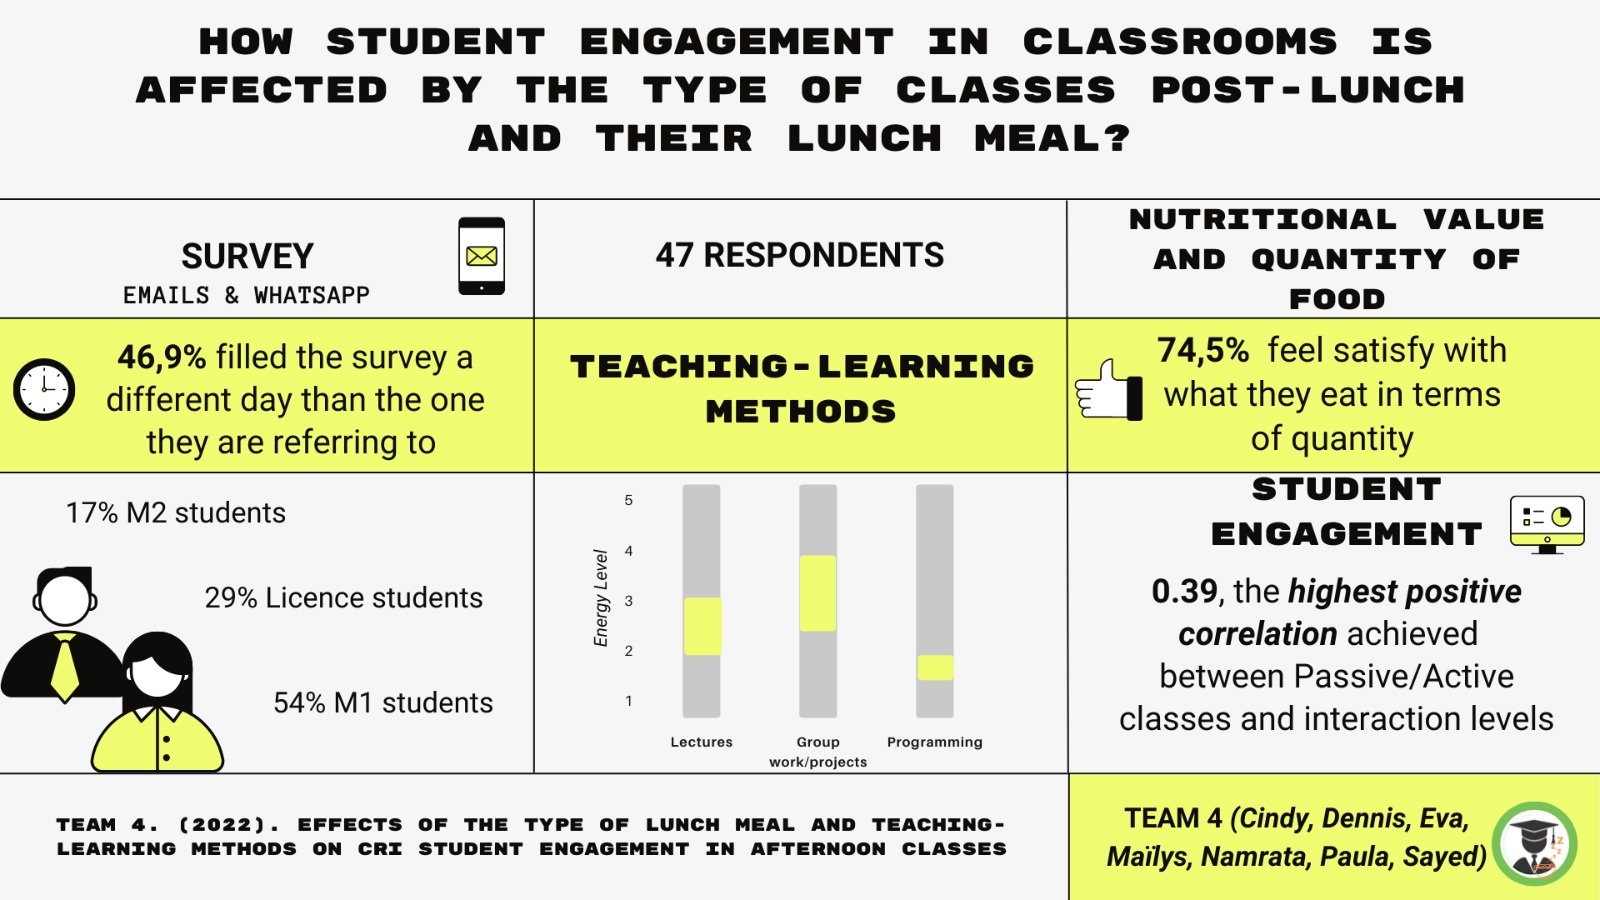 HOW STUDENT ENGAGEMENT IN CLASSROOMS IS
AFFECTED BY THE TYPE OF CLASSES POST-LUNCH
AND THEIR LUNCH MEAL?
SURVEY
EMAILS & WHATSAPP
47 RESPONDENTS
NUTRITIONAL VALUE
AND QUANTITY OF
FOOD
46,9% filled the survey a
different day than the one
they are referring to
TEACHING-LEARNING
METHODS
74,5% feel satisfy with
what they eat in terms
of quantity
17% M2 students
29% Licence students
54% M1 students
Energy Level
5
4
3
2
1
Lectures
Group
work/projects
Programming
STUDENT
ENGAGEMENT
0.39, the highest positive
correlation achieved
between Passive/Active
classes and interaction levels
TEAM 4. (2022). EFFECTS OF THE TYPE OF LUNCH MEAL AND TEACHING-
LEARNING METHODS ON CRI STUDENT ENGAGEMENT IN AFTERNOON CLASSES
TEAM 4 (Cindy, Dennis, Eva,
Maïlys, Namrata, Paula, Sayed)
z
z
z